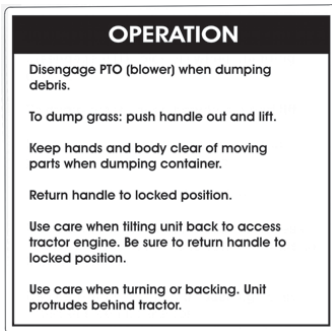 OPERATION
Disengage PTO (blower) when dumping
debris.
To dump grass: push handle out and lift.
Keep hands and body clear of moving
parts when dumping container.
Return handle to locked position.
Use care when tilting unit back to access
tractor engine. Be sure to return handle to
locked position.
Use care when turning or backing. Unit
protrudes behind tractor.